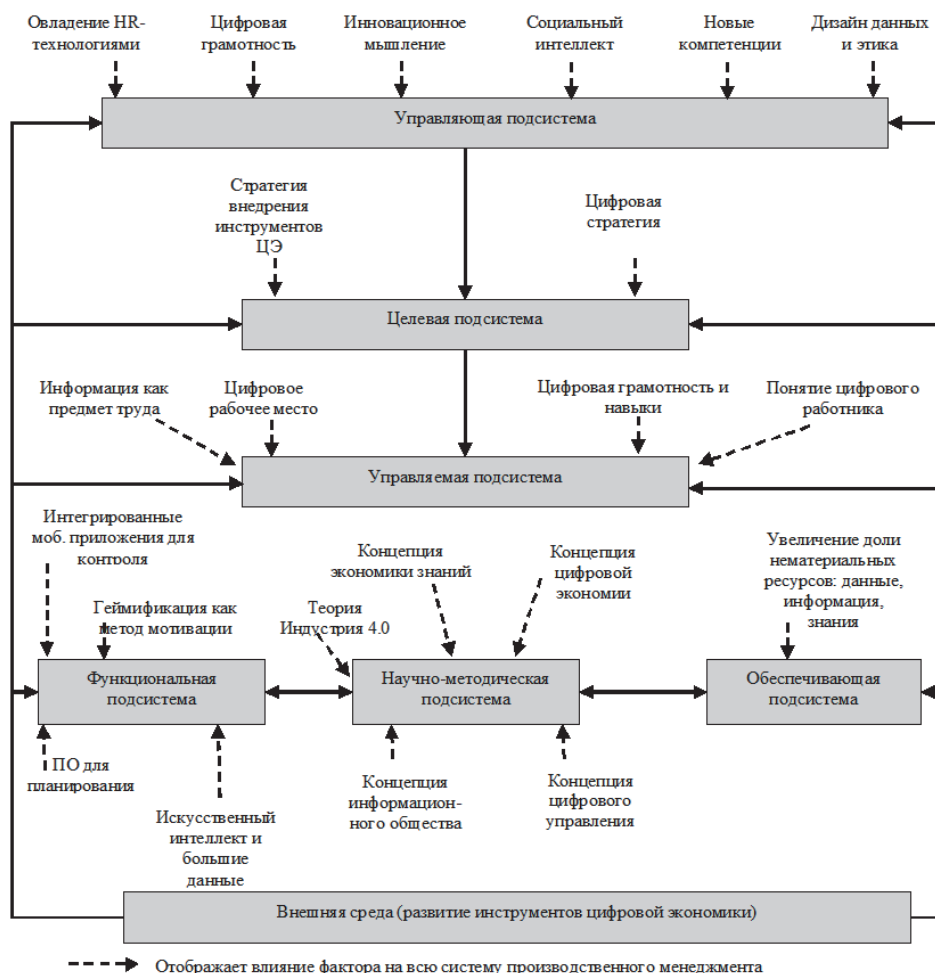 Овладение HR-
технологиями
Цифровая
грамотность
Инновационное
мышление
Социальный
интеллект
Новые
компетенции
Дизайн данных
и этика
Управляющая подсистема
Стратегия
внедрения
инструментов
ЦЭ
Цифровая
стратегия
Целевая подсистема
Информация как
предмет труда
Цифровое
рабочее место
Цифровая грамотность и
навыки
Понятие цифрового
работника
Управляемая подсистема
Интегрированные
моб. приложения для
контроля
Геймификация как
метод мотивации
Теория
Индустрия 4.0
Концепция
экономики знаний
Концепция
цифровой
экономии
Увеличение доли
нематериальных
ресурсов: данные,
информация,
знания
Функциональная
подсистема
Научно-методическая
подсистема
Обеспечивающая
подсистема
ПО для
планирования
Искусственный
интеллект и
большие
данные
Концепция
информацион-
ного общества
Концепция
цифрового
управления
Внешняя среда (развитие инструментов цифровой экономики)
Отображает влияние фактора на всю систему производственного менеджмента